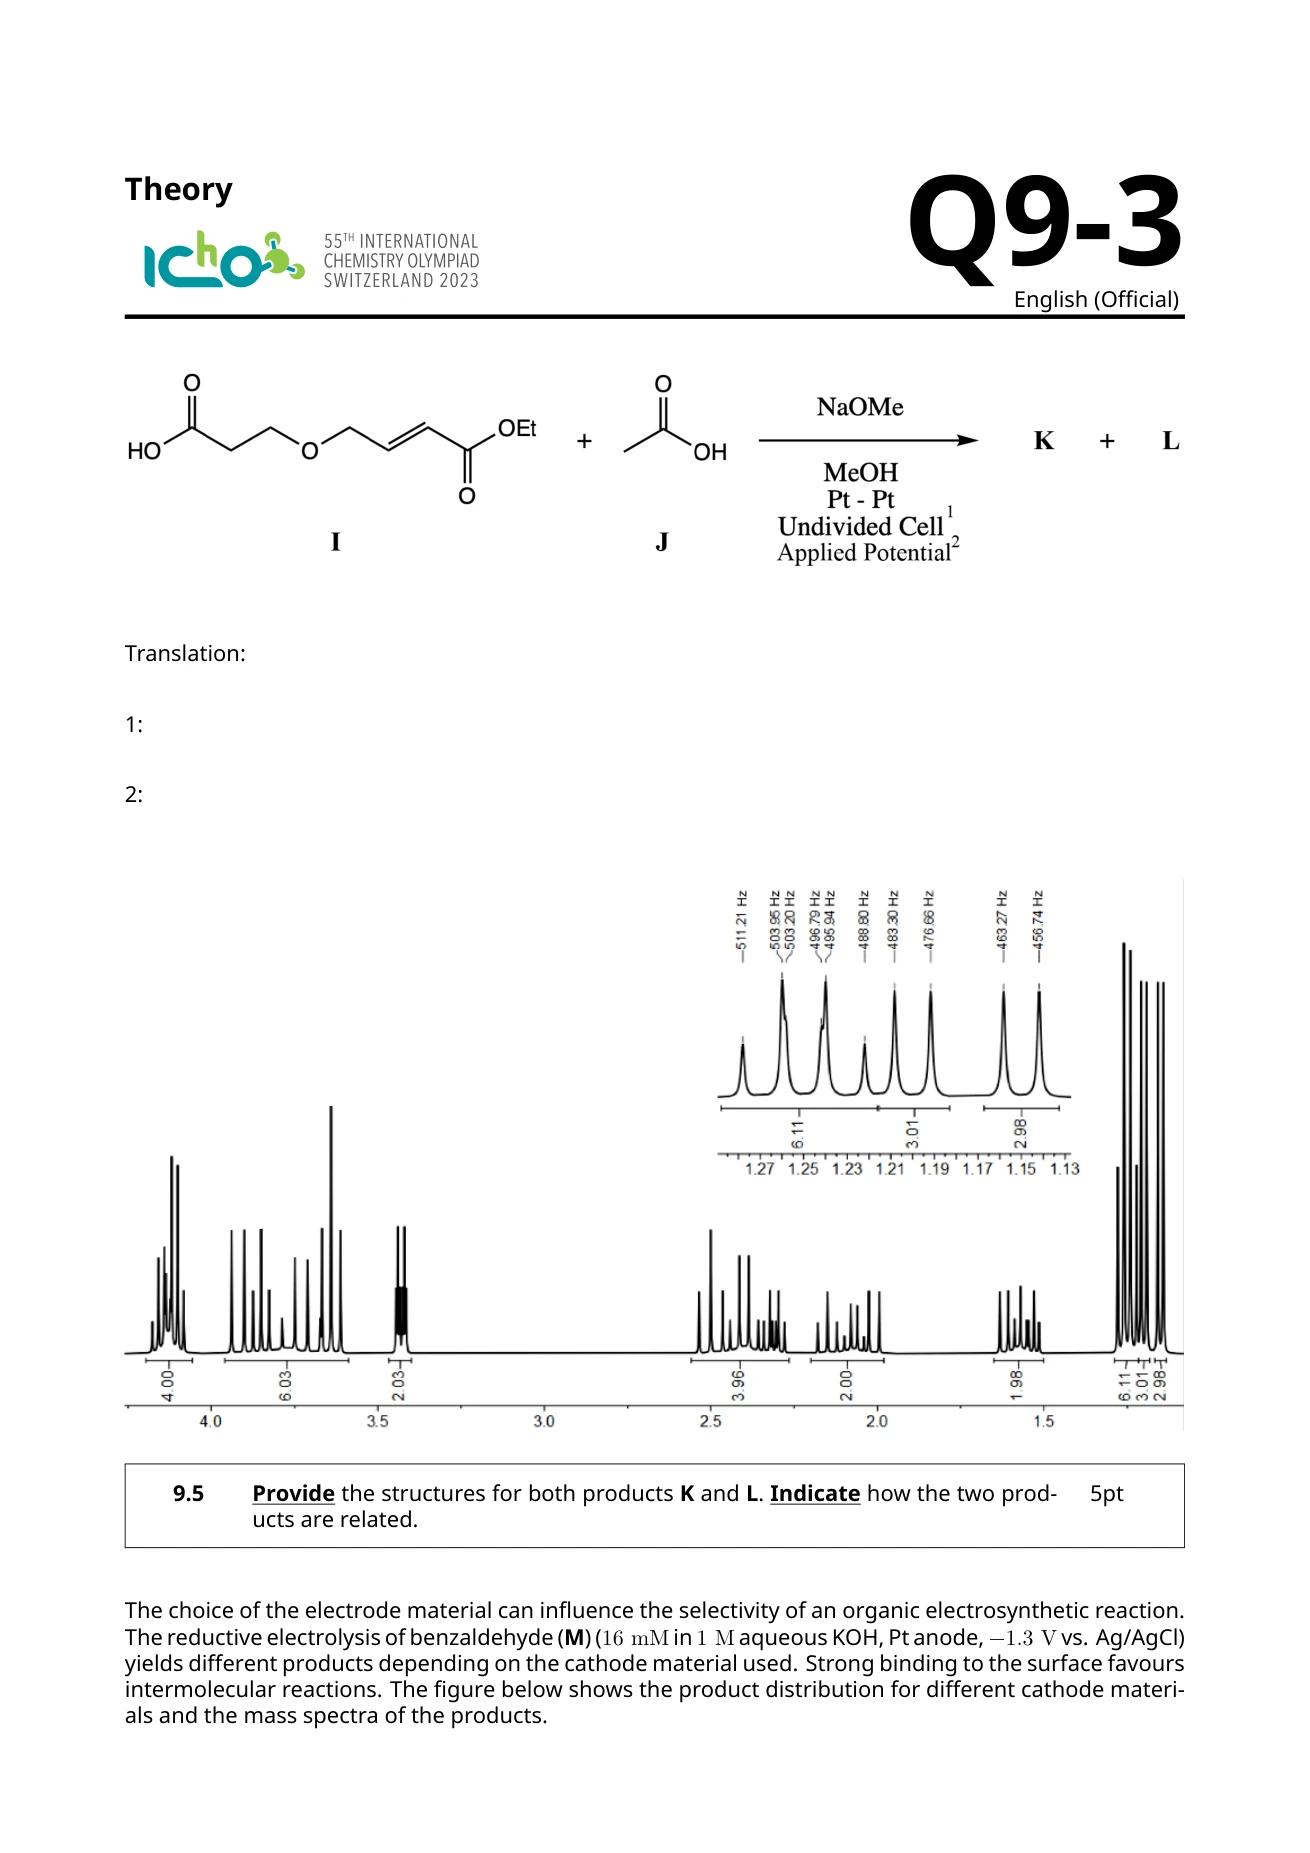 Theory
Q9-3
IChO
55TH INTERNATIONAL
CHEMISTRY OLYMPIAD
SWITZERLAND 2023
English (Official)
O
HO
O
OEt
O
I
+
O
OH
J
NaOMe
MeOH
Pt - Pt
Undivided Cell1
Applied Potential2
K + L
Translation:
1:
2:
511.21 Hz
503.95 Hz
503.20 Hz
496.79 Hz
495.94 Hz
488.80 Hz
483.30 Hz
476.66 Hz
463.27 Hz
456.74 Hz
6.11
3.01
2.98
1.27 1.25 1.23 1.21 1.19 1.17 1.15 1.13
4.00
6.03
2.03
3.96
2.00
1.98
6.11
3.01
2.98
4.0 3.5 3.0 2.5 2.0 1.5
9.5 Provide the structures for both products K and L. Indicate how the two prod- 5pt
ucts are related.
The choice of the electrode material can influence the selectivity of an organic electrosynthetic reaction.
The reductive electrolysis of benzaldehyde (M) (16 mM in 1 M aqueous KOH, Pt anode, −1.3 V vs. Ag/AgCl)
yields different products depending on the cathode material used. Strong binding to the surface favours
intermolecular reactions. The figure below shows the product distribution for different cathode materi-
als and the mass spectra of the products.